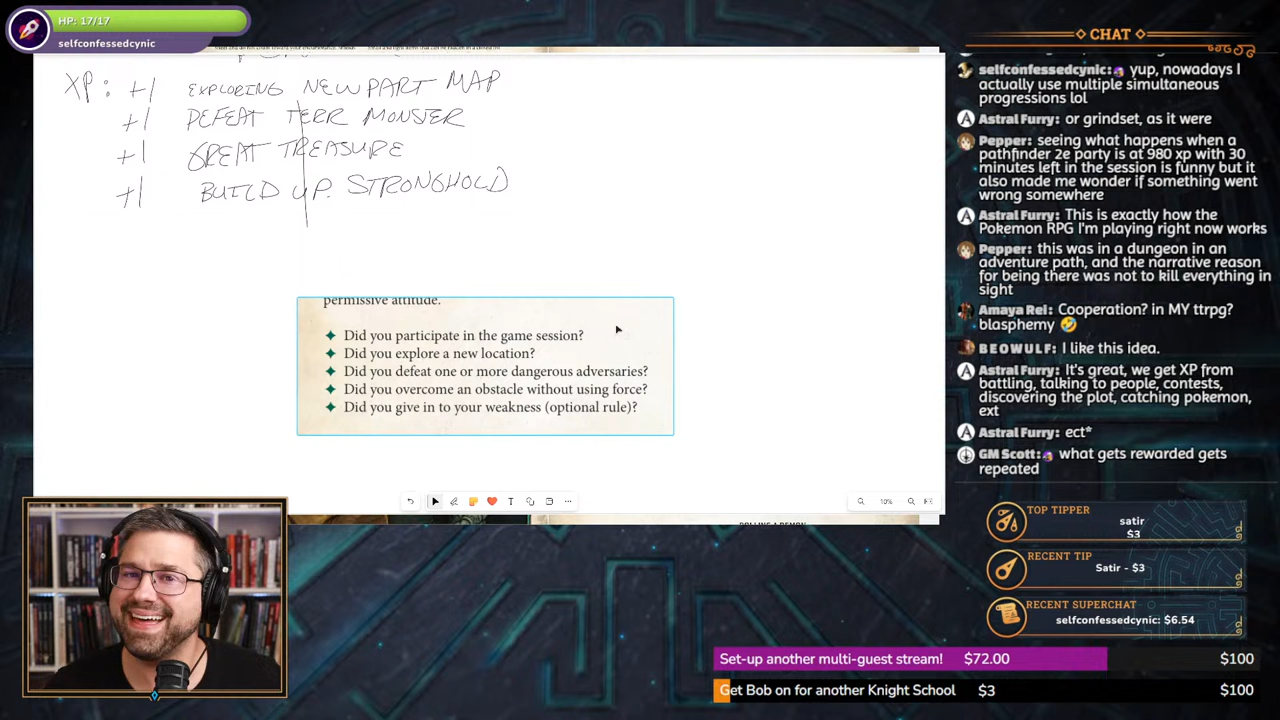 HP: 17/17
selfconfessedcynic
XP: +1 EXPLORING NEW PART MAP
+1 DEFEAT TERR MONSTER
+1 GREAT TREASURE
+1 BUILD UP STRONGHOLD
permissive attitude.
✦ Did you participate in the game session?
✦ Did you explore a new location?
✦ Did you defeat one or more dangerous adversaries?
✦ Did you overcome an obstacle without using force?
✦ Did you give in to your weakness (optional rule)?
T
10%
CHAT
selfconfessedcynic: yup, nowadays I
actually use multiple simultaneous
progressions lol
Astral Furry: or grindset, as it were
Pepper: seeing what happens when a
pathfinder 2e party is at 980 xp with 30
minutes left in the session is funny but it
also made me wonder if something went
wrong somewhere
Astral Furry: This is exactly how the
Pokemon RPG I'm playing right now works
Pepper: this was in a dungeon in an
adventure path, and the narrative reason
for being there was not to kill everything in
sight
Amaya Rei: Cooperation? in MY ttrpg?
blasphemy 🤣
BEOWULF: I like this idea.
Astral Furry: It's great, we get XP from
battling, talking to people, contests,
discovering the plot, catching pokemon,
ext
Astral Furry: ect*
GM Scott: what gets rewarded gets
repeated
TOP TIPPER
satir
$3
RECENT TIP
Satir - $3
RECENT SUPERCHAT
selfconfessedcynic: $6.54
Set-up another multi-guest stream! $72.00 $100
Get Bob on for another Knight School $3 $100